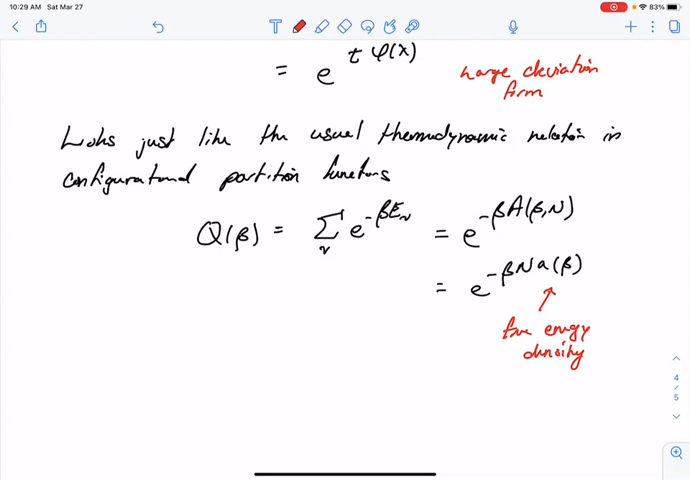 10:29 AM Sat Mar 27
83%
= e^{t φ(x)}
Large deviation
form
Looks just like the usual thermodynamic relation in
configurational partition functions
Q(β) = Σ_ν e^{-βE_ν} = e^{-βA(β,N)}
= e^{-βN a(β)}
free energy
density
4
/
5